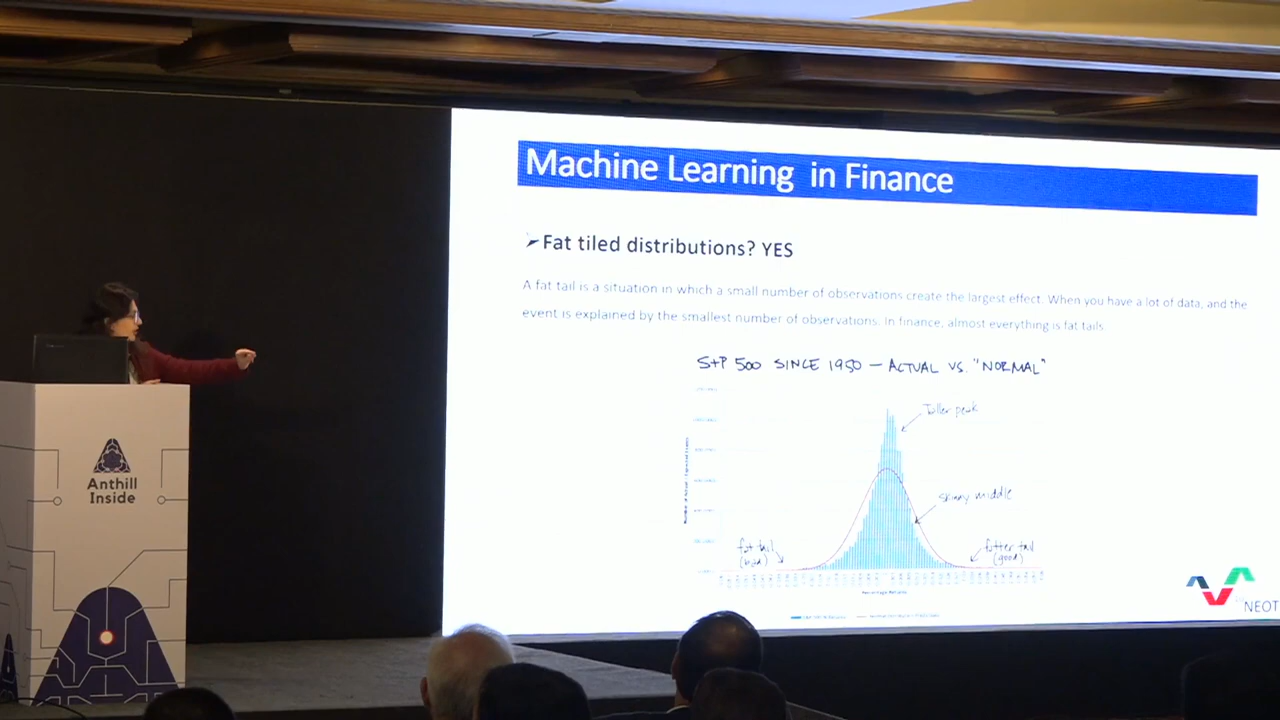 Machine Learning in Finance
➢Fat tiled distributions? YES
A fat tail is a situation in which a small number of observations create the largest effect. When you have a lot of data, and the
event is explained by the smallest number of observations. In finance, almost everything is fat tails.
S+P 500 SINCE 1950 — ACTUAL VS. "NORMAL"
Taller peak
skinny middle
fat tail
(bad)
fatter tail
(good)
Percentage Returns
NEOT
Anthill
Inside